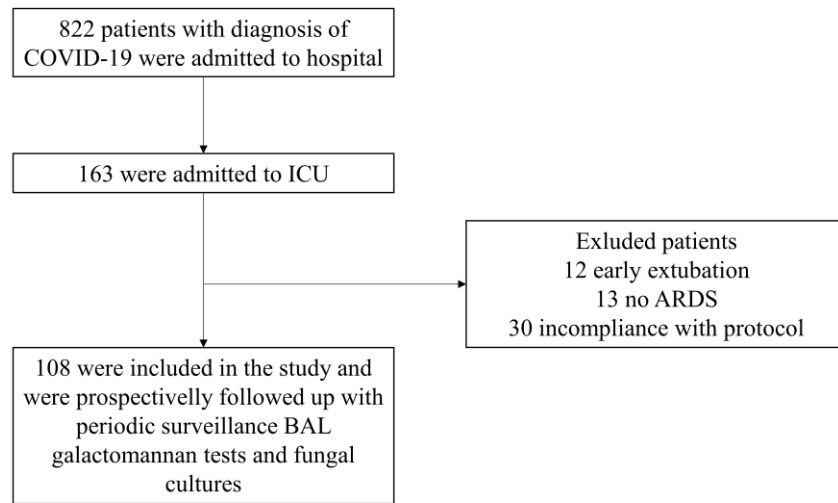 822 patients with diagnosis of
COVID-19 were admitted to hospital
163 were admitted to ICU
Exluded patients
12 early extubation
13 no ARDS
30 incompliance with protocol
108 were included in the study and
were prospectivelly followed up with
periodic surveillance BAL
galactomannan tests and fungal
cultures